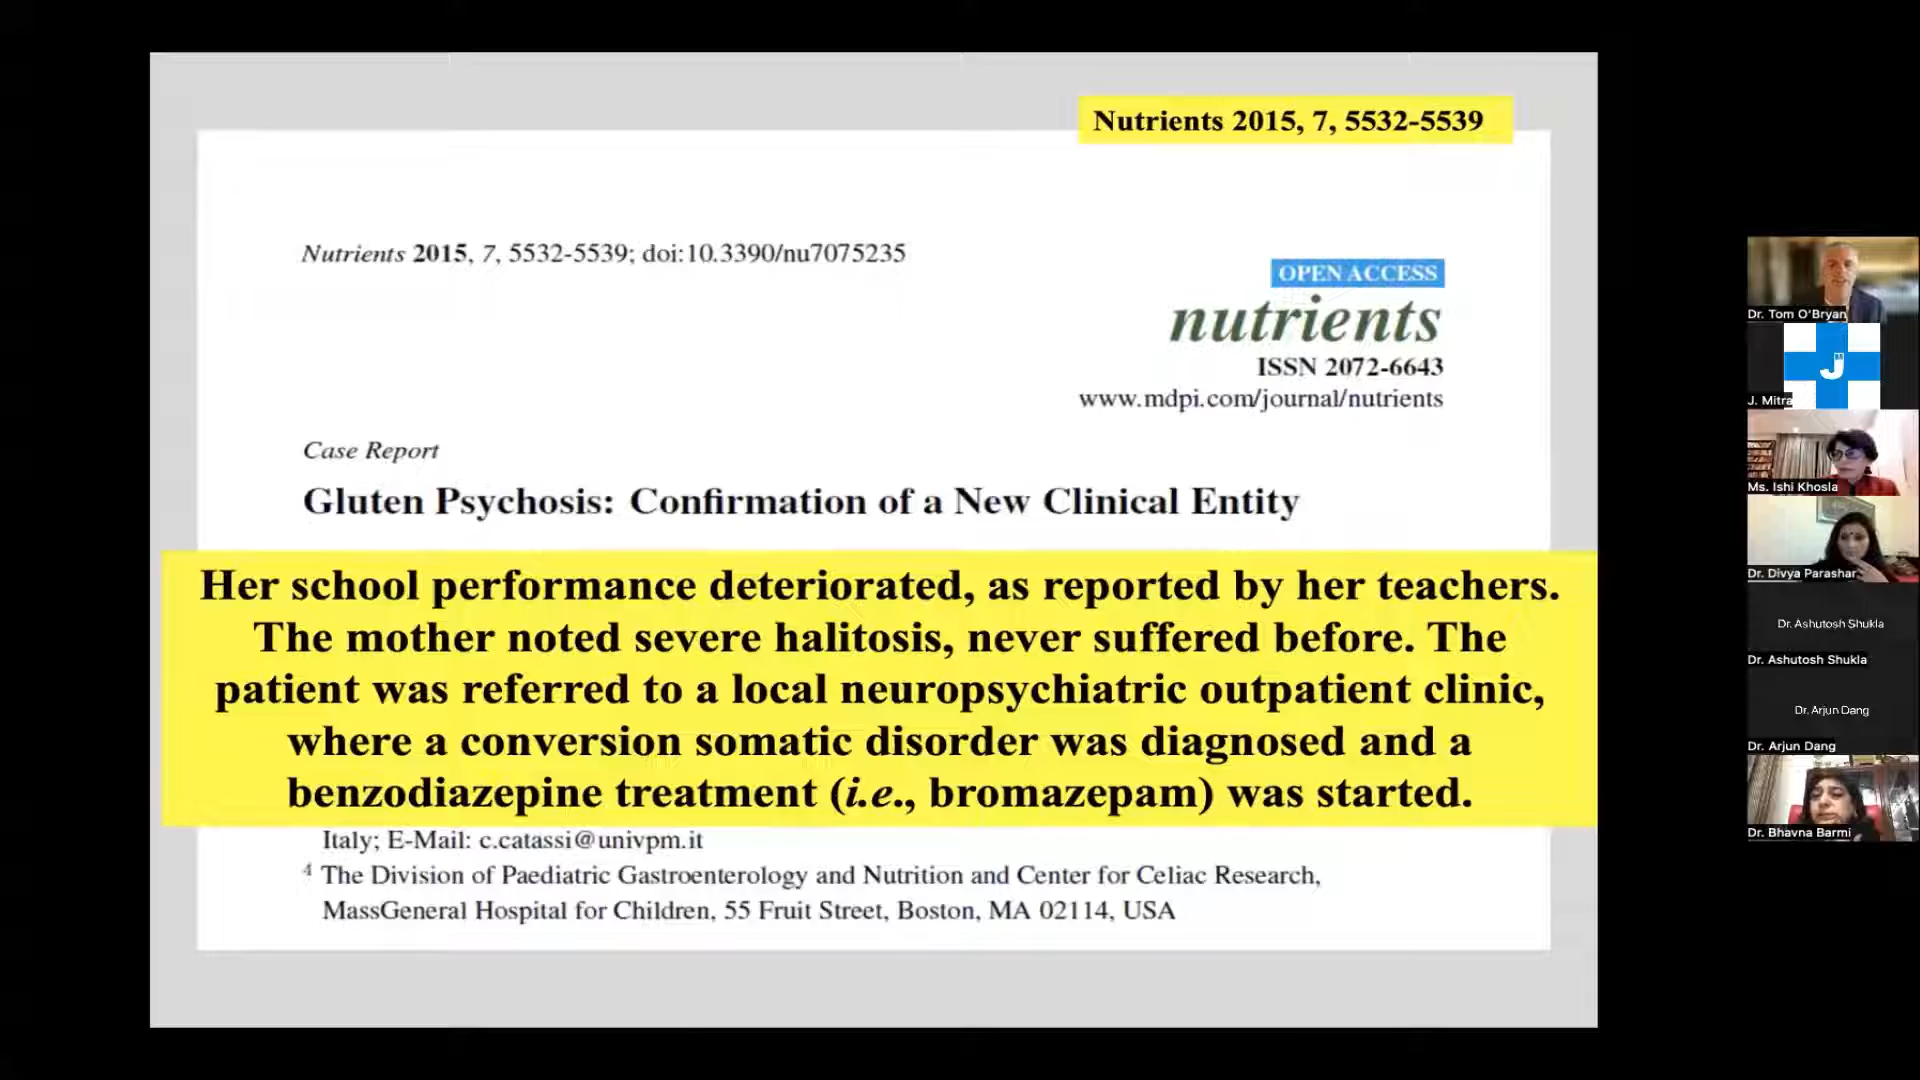 Nutrients 2015, 7, 5532-5539
Nutrients 2015, 7, 5532-5539; doi:10.3390/nu7075235
OPEN ACCESS
nutrients
ISSN 2072-6643
www.mdpi.com/journal/nutrients
Case Report
Gluten Psychosis: Confirmation of a New Clinical Entity
Her school performance deteriorated, as reported by her teachers.
The mother noted severe halitosis, never suffered before. The
patient was referred to a local neuropsychiatric outpatient clinic,
where a conversion somatic disorder was diagnosed and a
benzodiazepine treatment (i.e., bromazepam) was started.
Italy; E-Mail: c.catassi@univpm.it
4 The Division of Paediatric Gastroenterology and Nutrition and Center for Celiac Research,
MassGeneral Hospital for Children, 55 Fruit Street, Boston, MA 02114, USA
Dr. Tom O'Bryan
J
J. Mitra
Ms. Ishi Khosla
Dr. Divya Parashar
Dr. Ashutosh Shukla
Dr. Ashutosh Shukla
Dr. Arjun Dang
Dr. Arjun Dang
Dr. Bhavna Barmi